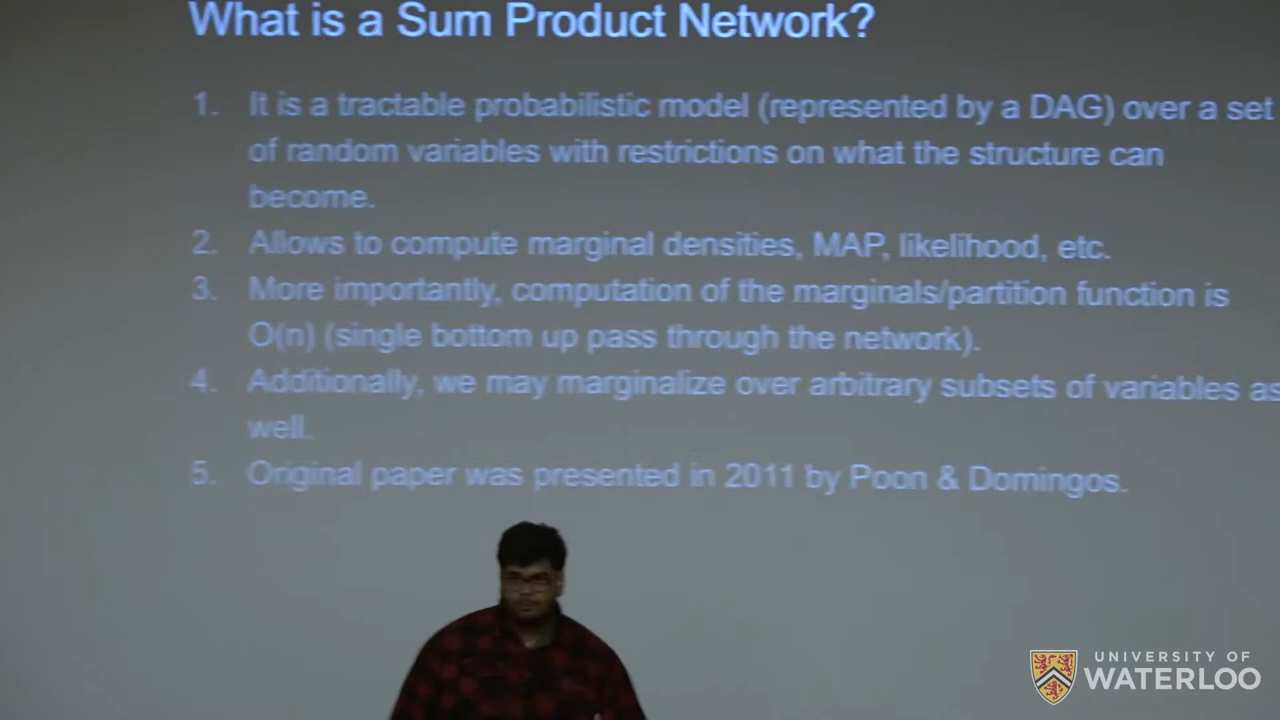 What is a Sum Product Network?
1. It is a tractable probabilistic model (represented by a DAG) over a set
of random variables with restrictions on what the structure can
become.
2. Allows to compute marginal densities, MAP, likelihood, etc.
3. More importantly, computation of the marginals/partition function is
O(n) (single bottom up pass through the network).
4. Additionally, we may marginalize over arbitrary subsets of variables as
well.
5. Original paper was presented in 2011 by Poon & Domingos.
UNIVERSITY OF
WATERLOO